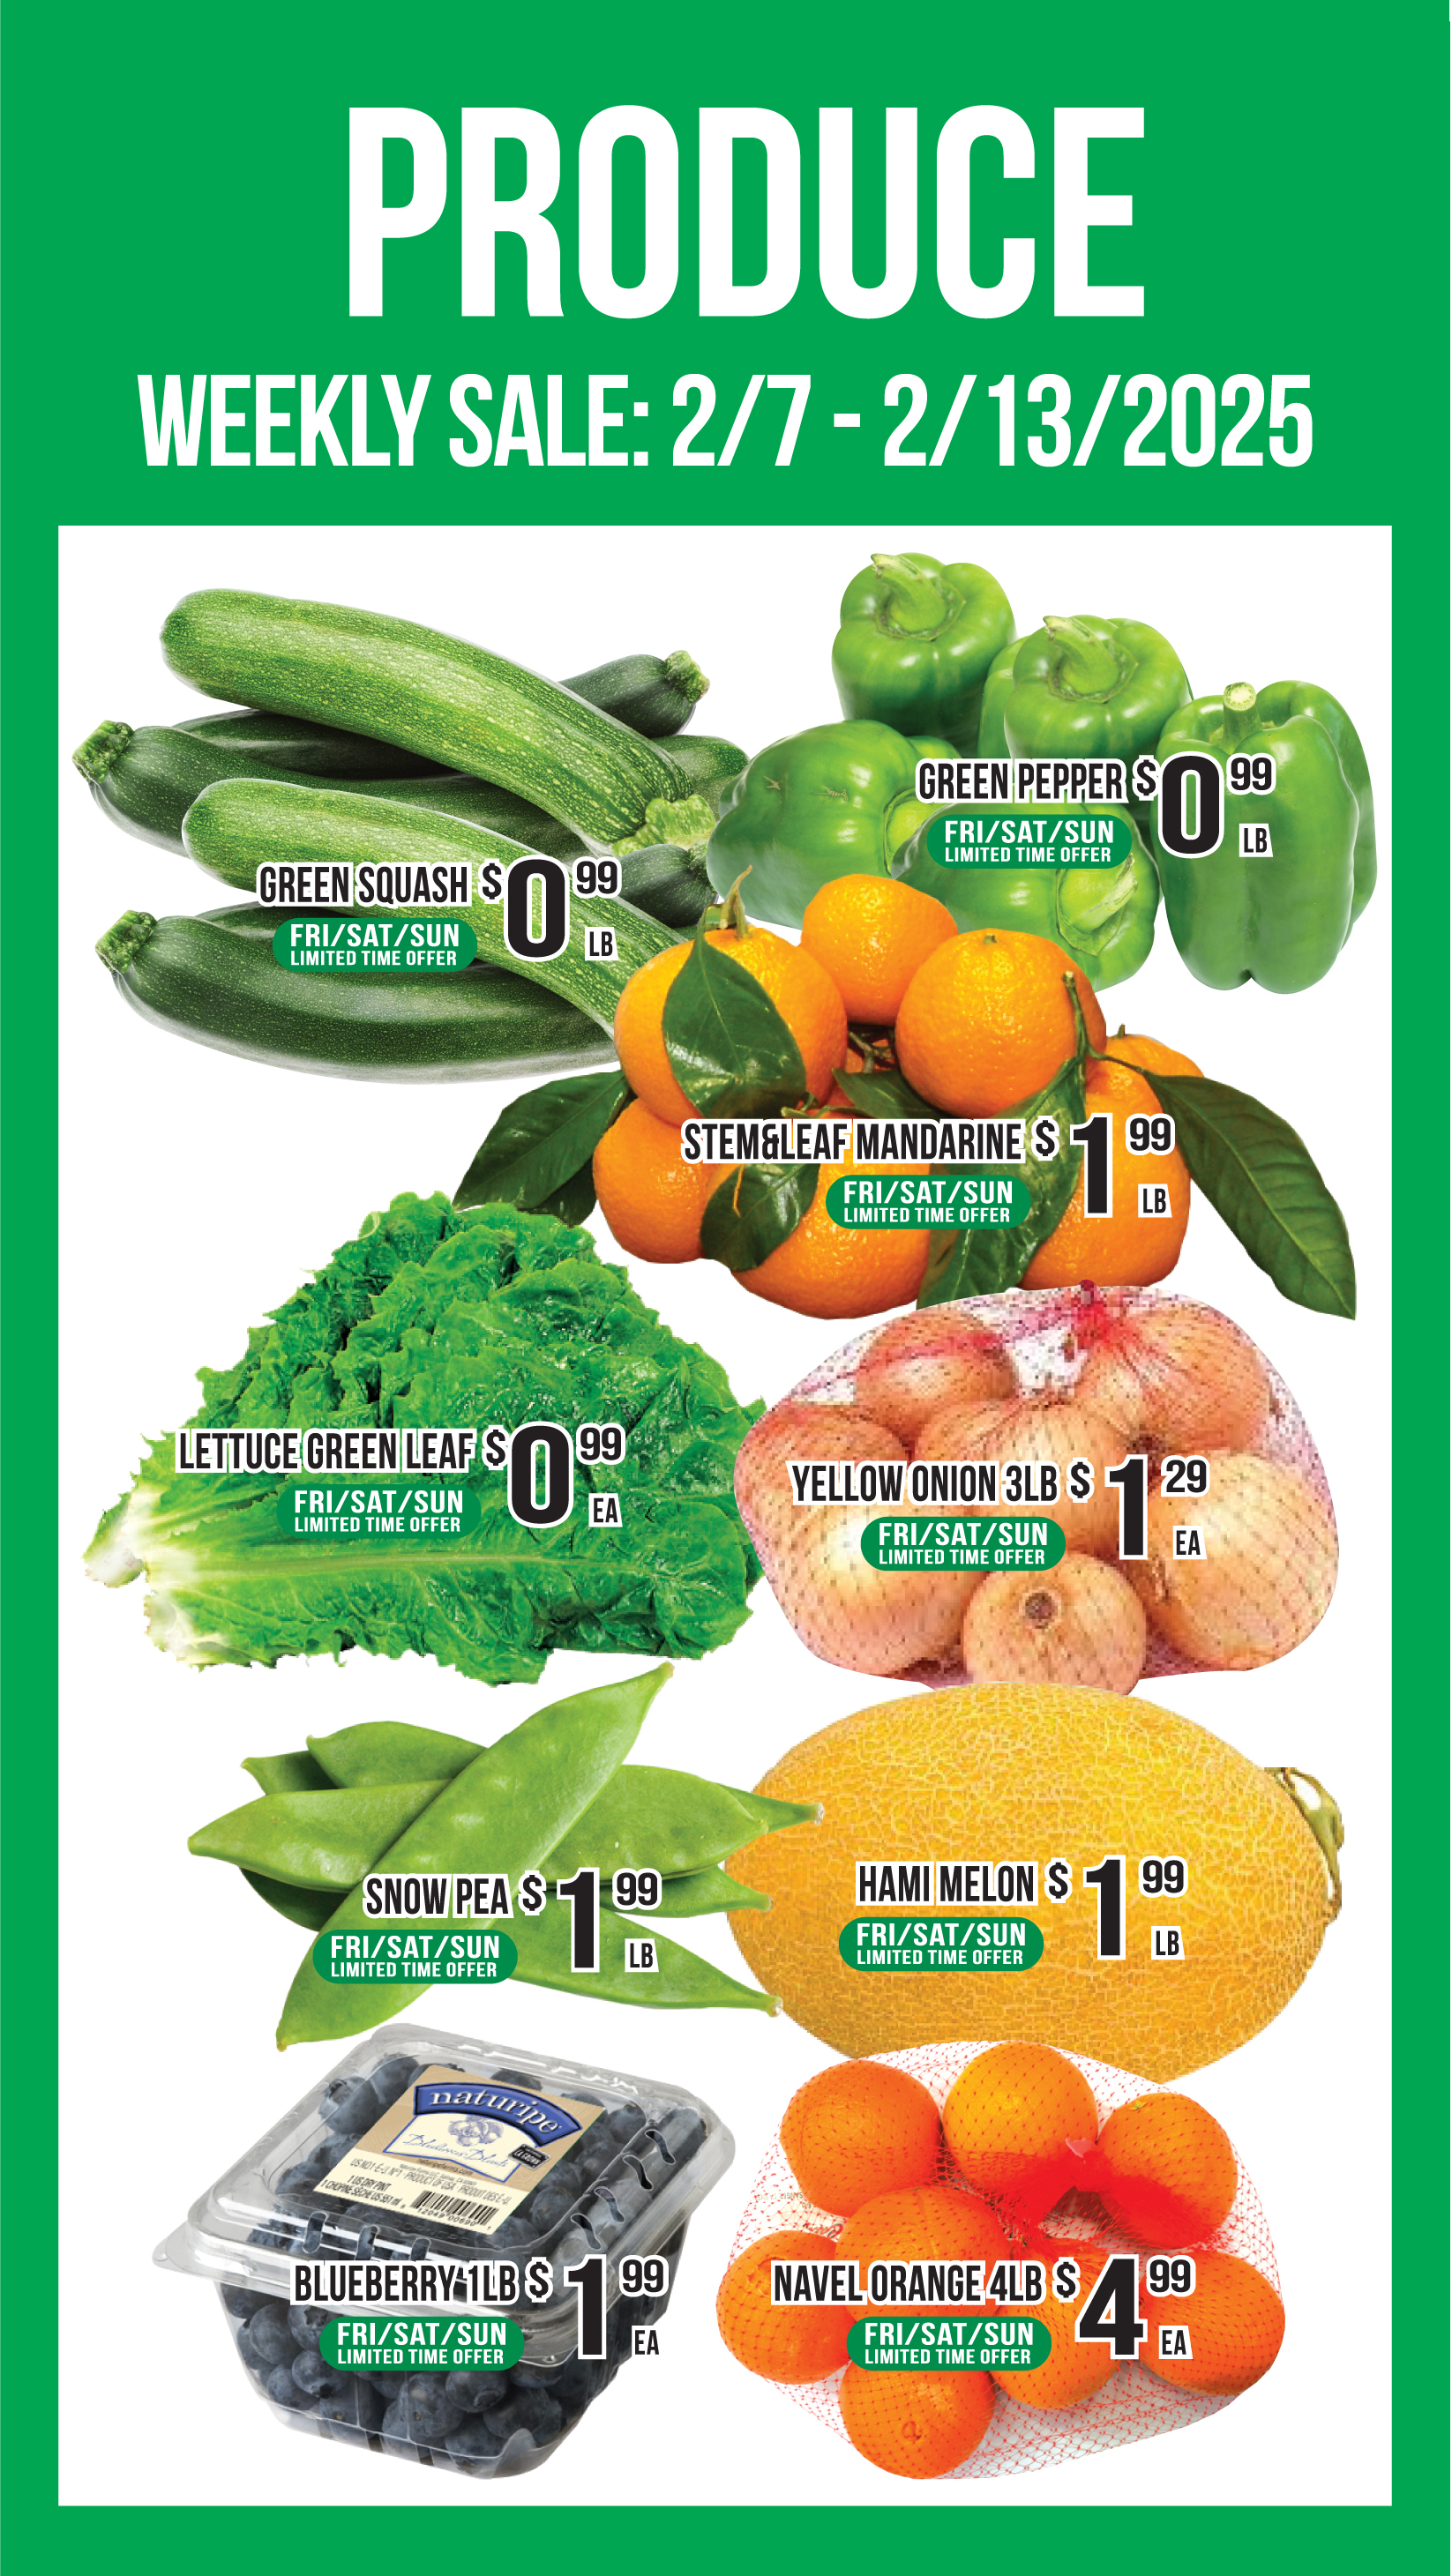 PRODUCE
WEEKLY SALE: 2/7 - 2/13/2025
GREEN PEPPER $0 99 LB
FRI/SAT/SUN
LIMITED TIME OFFER
GREEN SQUASH $0 99 LB
FRI/SAT/SUN
LIMITED TIME OFFER
STEM&LEAF MANDARINE $1 99 LB
FRI/SAT/SUN
LIMITED TIME OFFER
LETTUCE GREEN LEAF $0 99 EA
FRI/SAT/SUN
LIMITED TIME OFFER
YELLOW ONION 3LB $1 29 EA
FRI/SAT/SUN
LIMITED TIME OFFER
SNOW PEA $1 99 LB
FRI/SAT/SUN
LIMITED TIME OFFER
HAMI MELON $1 99 LB
FRI/SAT/SUN
LIMITED TIME OFFER
naturipe
1 US DRY PINT
BLUEBERRY 1LB $1 99 EA
FRI/SAT/SUN
LIMITED TIME OFFER
NAVEL ORANGE 4LB $4 99 EA
FRI/SAT/SUN
LIMITED TIME OFFER